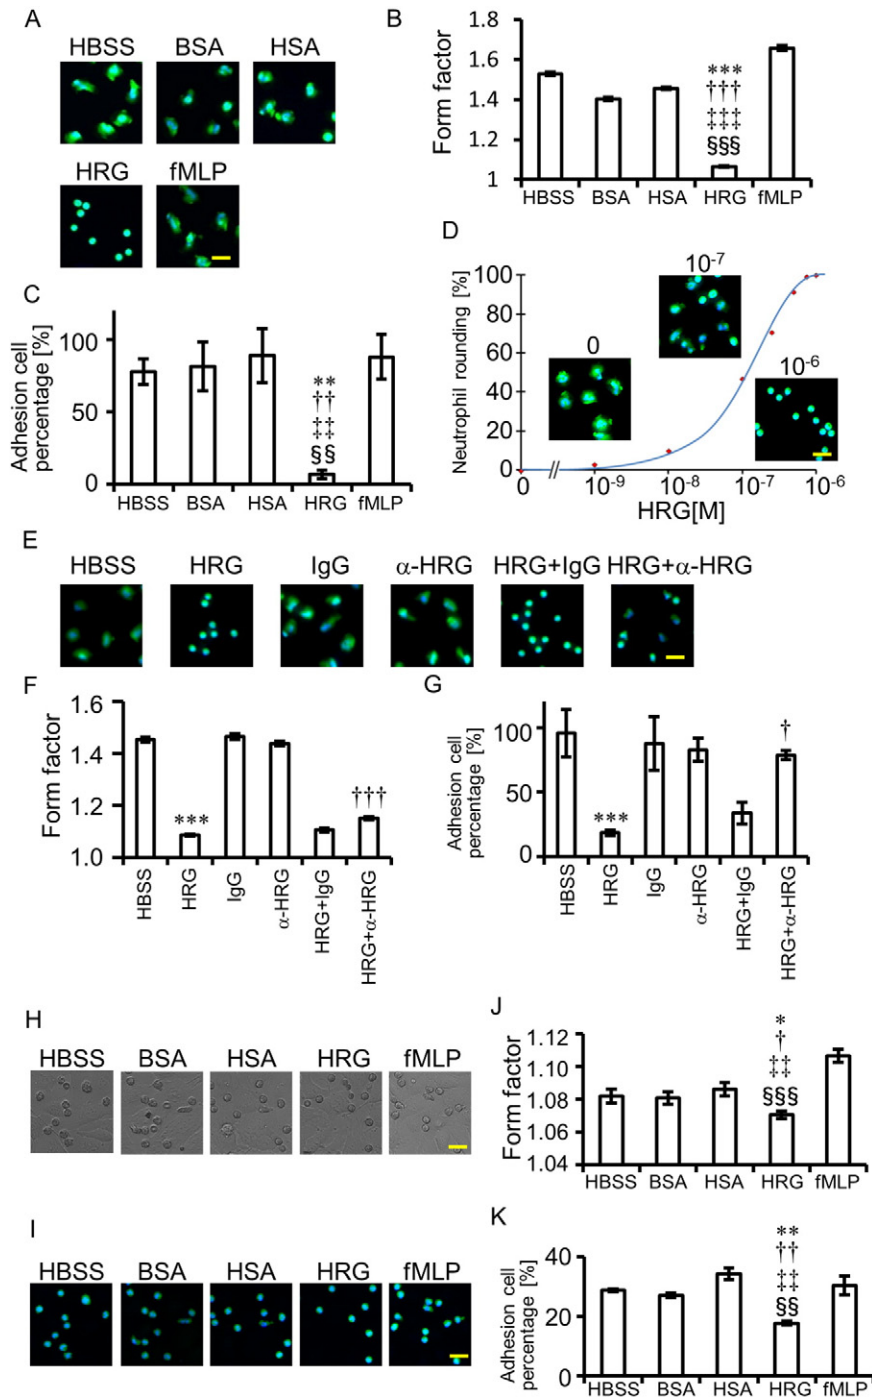 A
HBSS BSA HSA
HRG fMLP
B
Form factor
1.8
1.6
1.4
1.2
1
***
†††
‡‡‡
§§§
HBSS BSA HSA HRG fMLP
C
Adhesion cell
percentage [%]
100
50
0
**
††
‡‡
§§
HBSS BSA HSA HRG fMLP
D
Neutrophil rounding [%]
100
80
60
40
20
0
0
10-7
10-6
0 10-9 10-8 10-7 10-6
HRG[M]
E
HBSS HRG IgG α-HRG HRG+IgG HRG+α-HRG
F
Form factor
1.6
1.4
1.2
1.0
***
†††
HBSS
HRG
IgG
α-HRG
HRG+IgG
HRG+α-HRG
G
Adhesion cell
percentage [%]
100
50
0
***
†
HBSS
HRG
IgG
α-HRG
HRG+IgG
HRG+α-HRG
H
HBSS BSA HSA HRG fMLP
I
HBSS BSA HSA HRG fMLP
J
Form factor
1.12
1.10
1.08
1.06
1.04
*
†
‡‡
§§§
HBSS BSA HSA HRG fMLP
K
Adhesion cell
percentage [%]
60
40
20
0
**
††
‡‡
§§
HBSS BSA HSA HRG fMLP